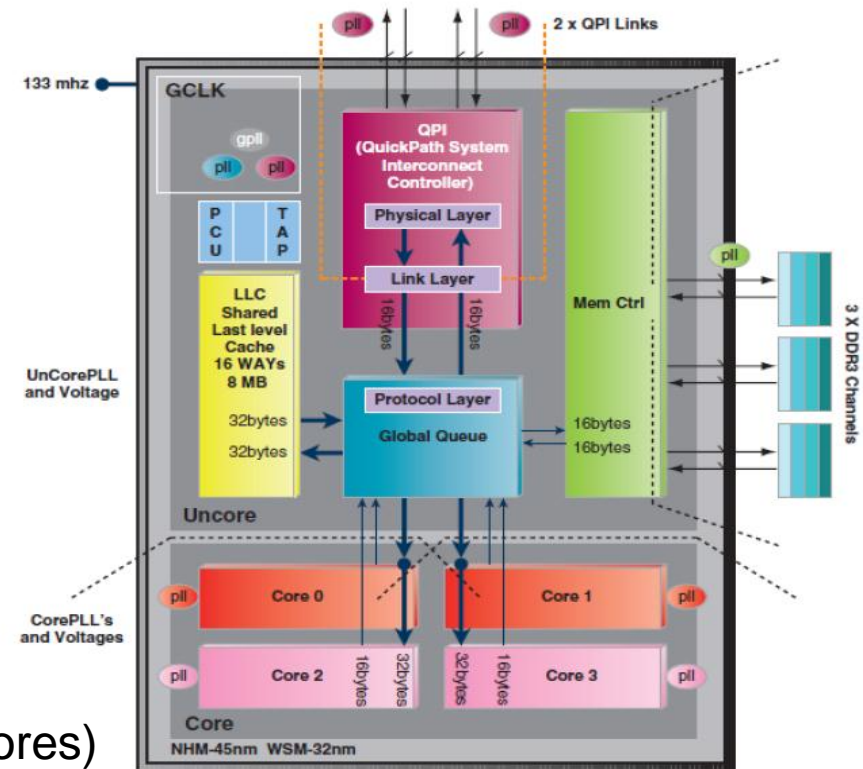 pll
pll
2 x QPI Links
133 mhz
GCLK
gpll
pll
pll
QPI
(QuickPath System
Interconnect
Controller)
Physical Layer
Link Layer
16bytes
16bytes
P
C
U
T
A
P
LLC
Shared
Last level
Cache
16 WAYs
8 MB
32bytes
32bytes
Mem Ctrl
pll
3 X DDR3 Channels
UnCorePLL
and Voltage
Protocol Layer
Global Queue
16bytes
16bytes
Uncore
pll
Core 0
Core 1
pll
CorePLL's
and Voltages
pll
Core 2
16bytes
32bytes
32bytes
16bytes
Core 3
pll
Core
ores)
NHM-45nm WSM-32nm